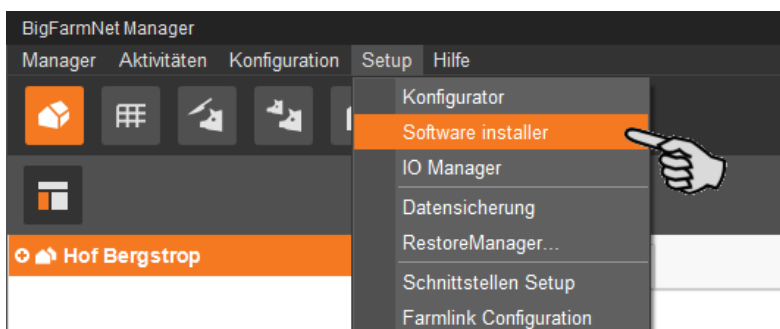 BigFarmNet Manager
Manager Aktivitäten Konfiguration Setup Hilfe
Konfigurator
Software installer
IO Manager
Datensicherung
RestoreManager...
Hof Bergstrop
Schnittstellen Setup
Farmlink Configuration